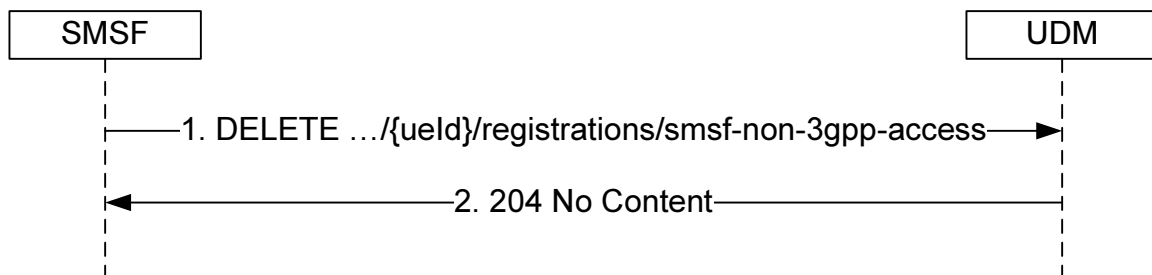 SMSF
UDM
1. DELETE …/{ueId}/registrations/smsf-non-3gpp-access
2. 204 No Content